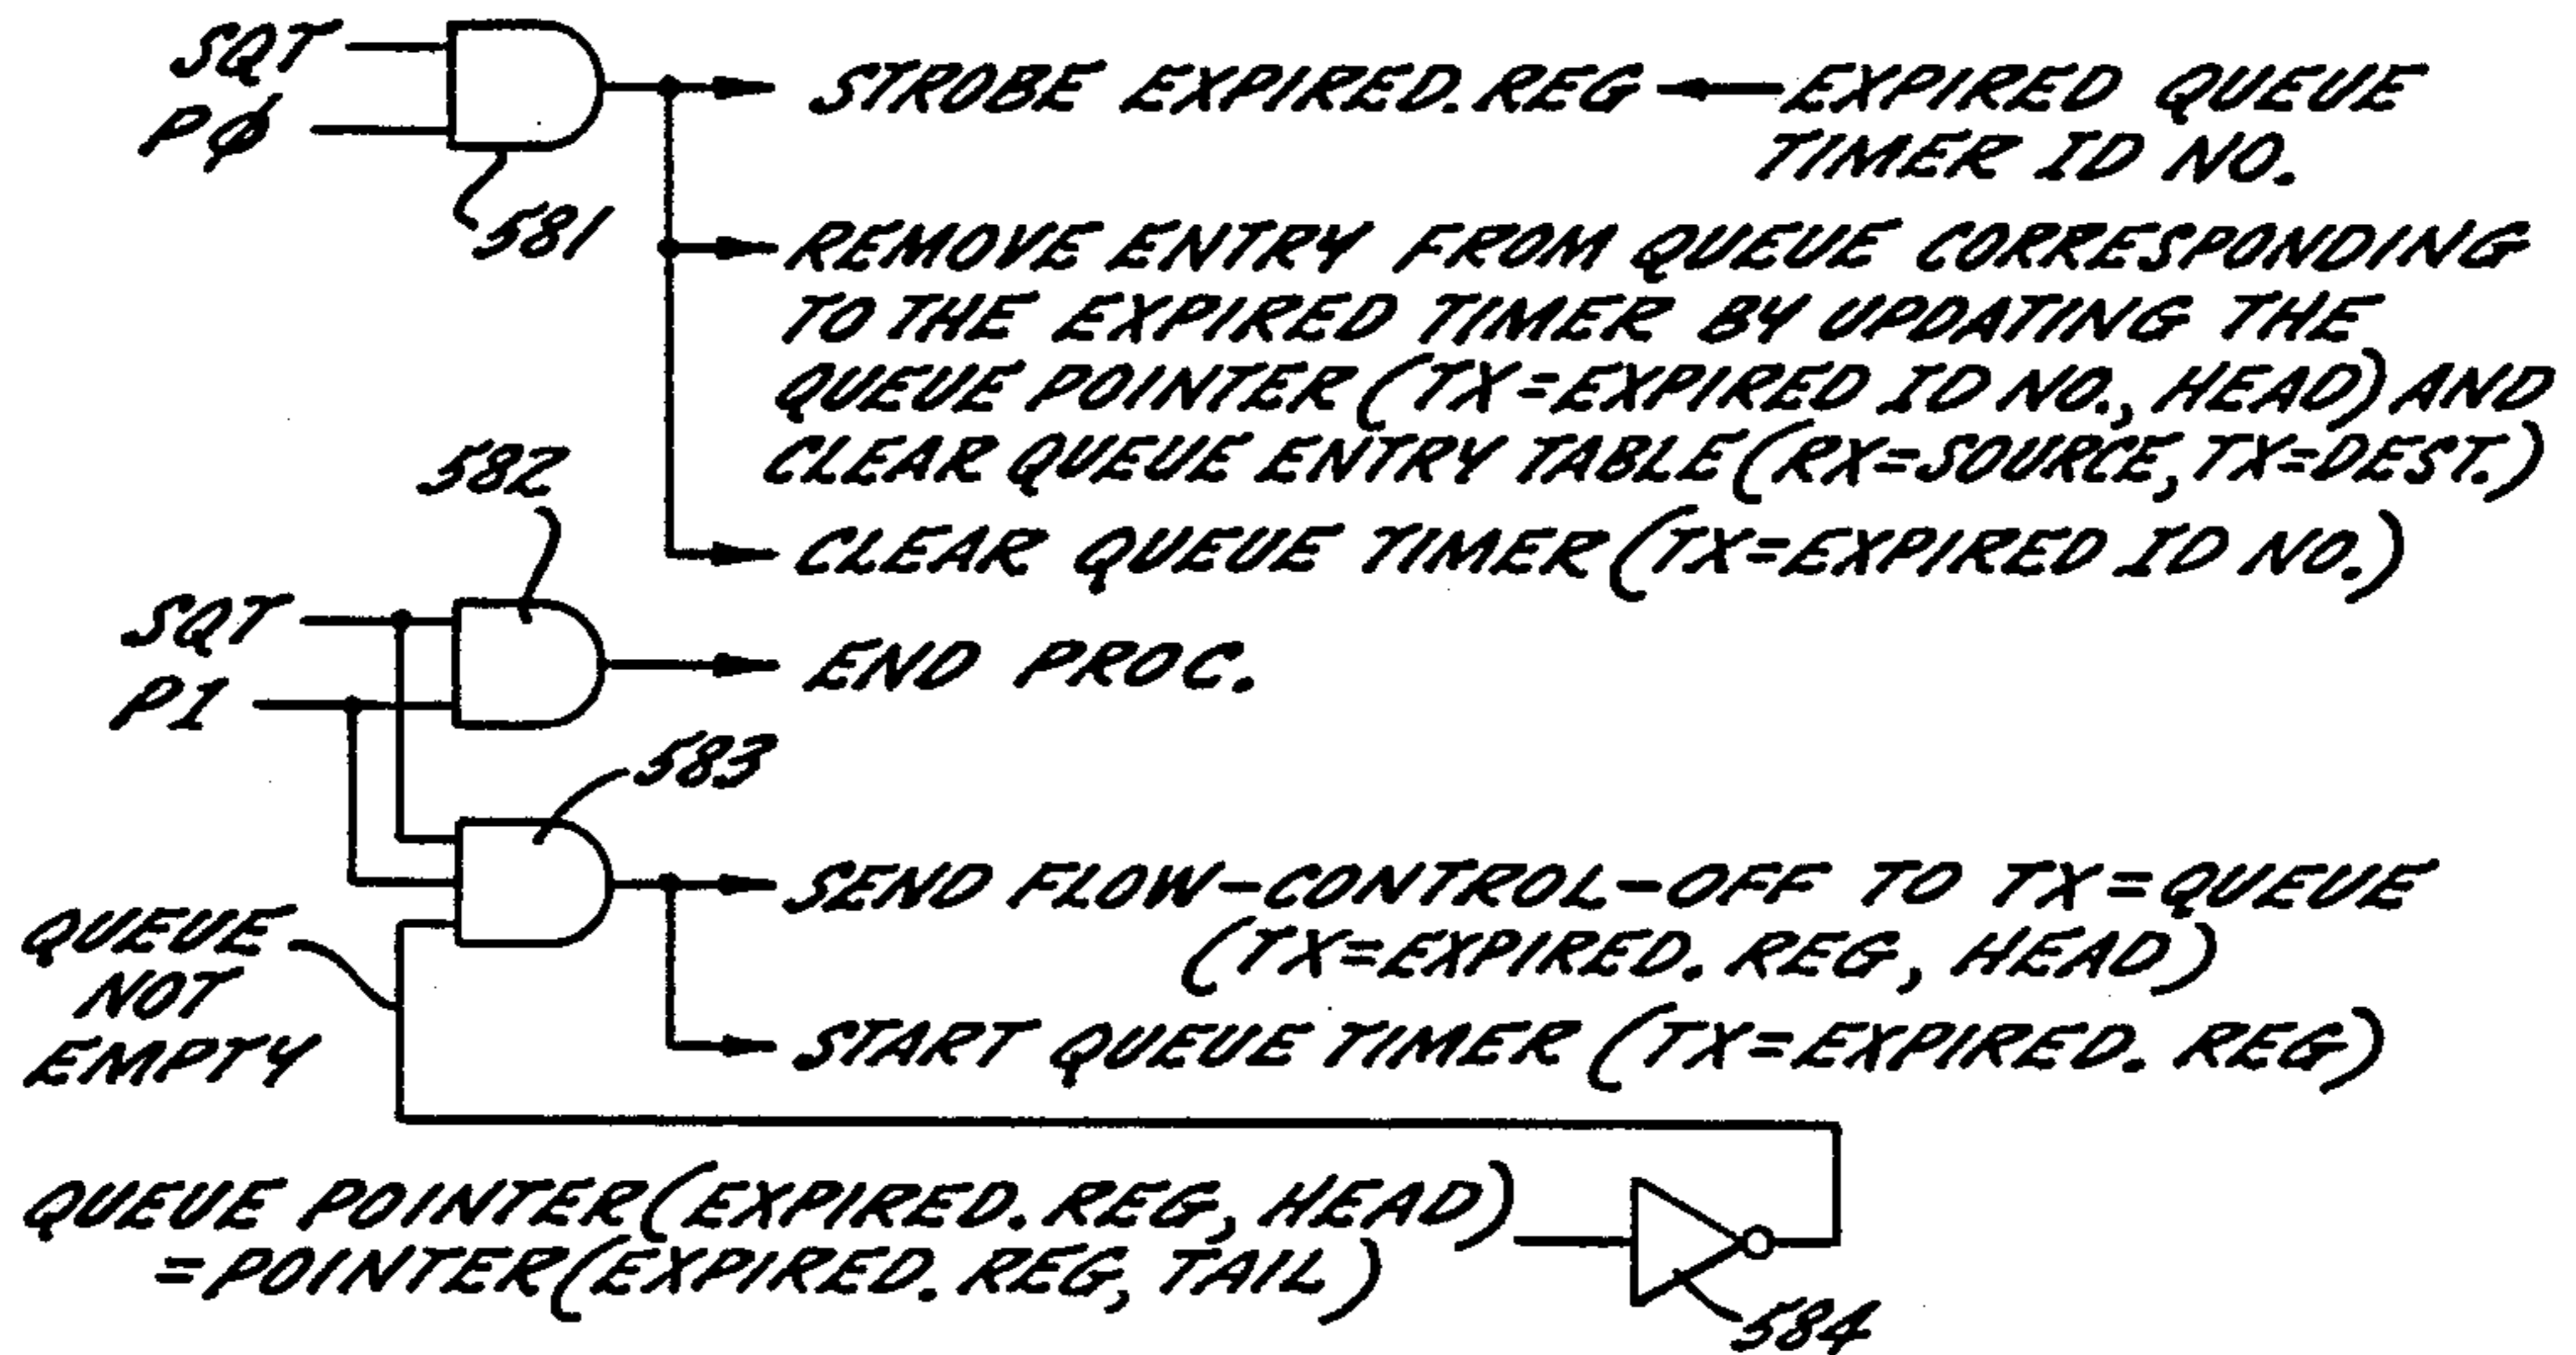 SQT
PØ
581
STROBE EXPIRED.REG ← EXPIRED QUEUE
TIMER ID NO.
REMOVE ENTRY FROM QUEUE CORRESPONDING
TO THE EXPIRED TIMER BY UPDATING THE
QUEUE POINTER (TX=EXPIRED ID NO., HEAD) AND
CLEAR QUEUE ENTRY TABLE (RX=SOURCE, TX=DEST.)
CLEAR QUEUE TIMER (TX=EXPIRED ID NO.)
582
SQT
P1
END PROC.
583
QUEUE
NOT
EMPTY
SEND FLOW-CONTROL-OFF TO TX=QUEUE
(TX=EXPIRED. REG, HEAD)
START QUEUE TIMER (TX=EXPIRED. REG)
QUEUE POINTER (EXPIRED. REG, HEAD)
=POINTER (EXPIRED. REG, TAIL)
584